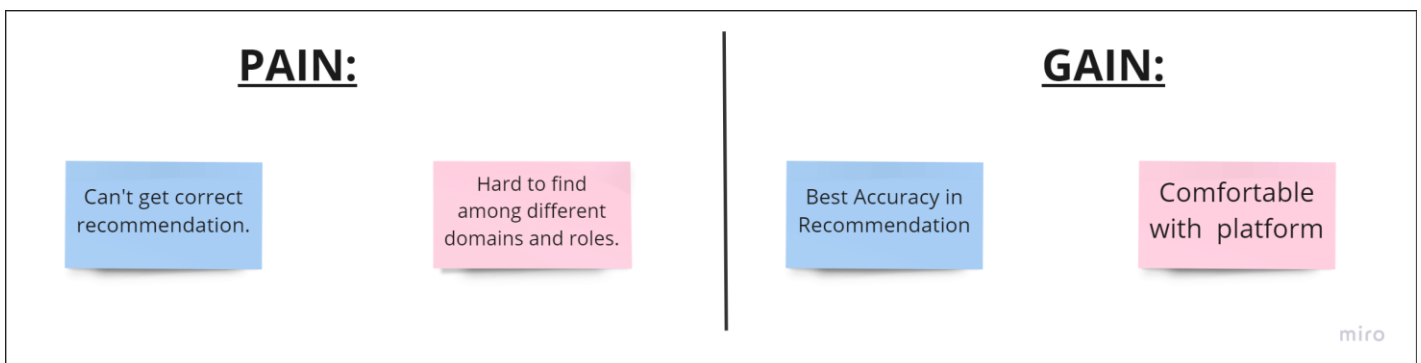 PAIN:
GAIN:
Can't get correct
recommendation.
Hard to find
among different
domains and roles.
Best Accuracy in
Recommendation
Comfortable
with platform
miro